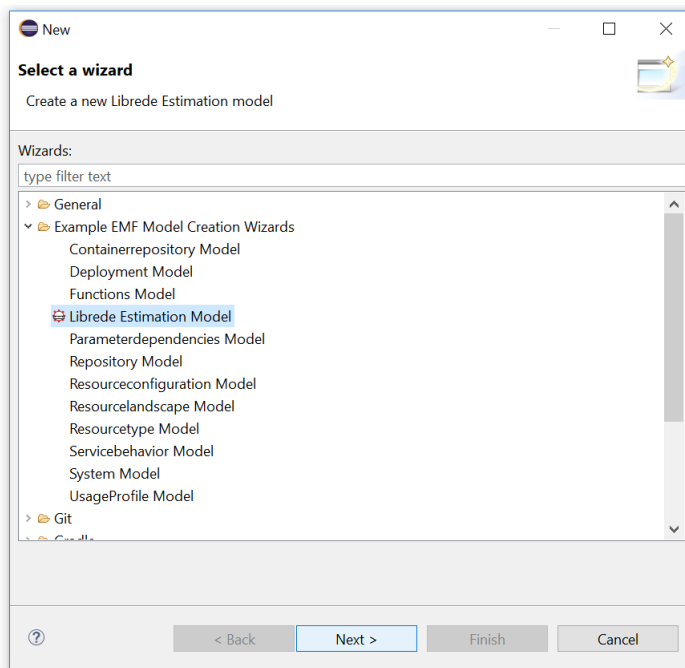 New
Select a wizard
Create a new Librede Estimation model
Wizards:
type filter text
General
Example EMF Model Creation Wizards
Containerrepository Model
Deployment Model
Functions Model
Librede Estimation Model
Parameterdependencies Model
Repository Model
Resourceconfiguration Model
Resourcelandscape Model
Resourcetype Model
Servicebehavior Model
System Model
UsageProfile Model
Git
< Back Next > Finish Cancel